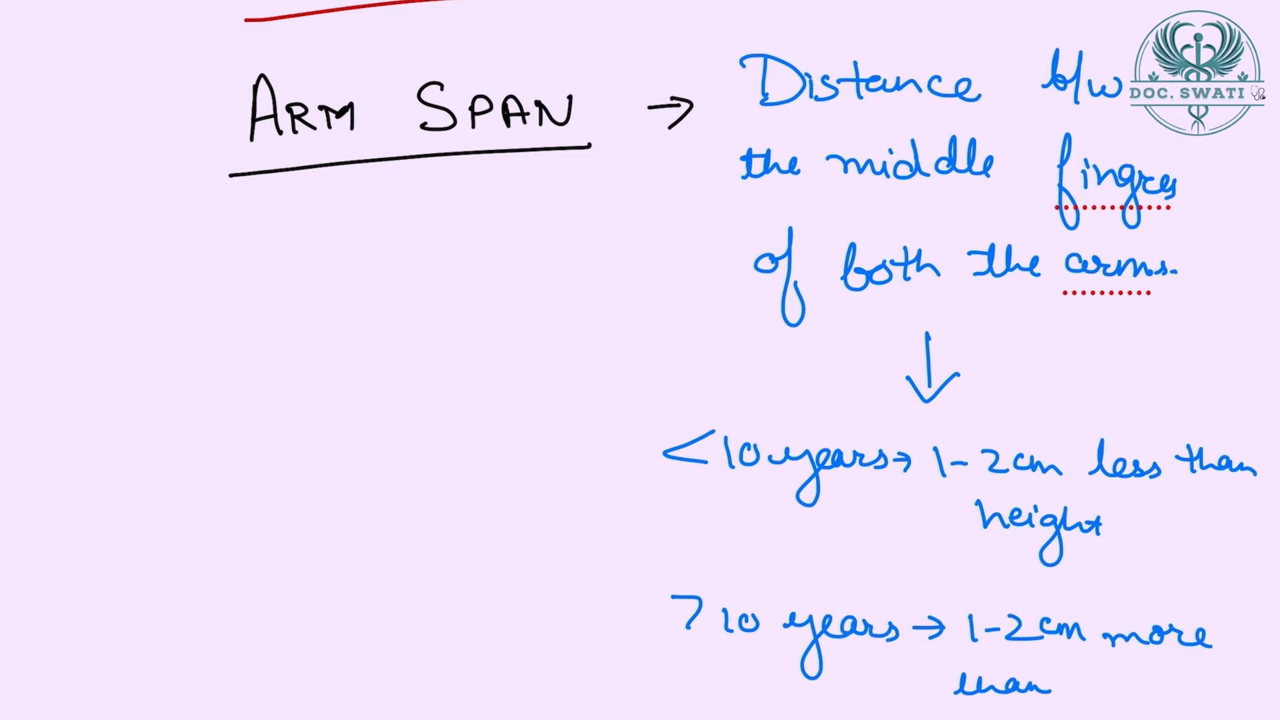 ARM SPAN → Distance b/w
DOC. SWATI
the middle fingres
of both the arms.
↓
<10 years → 1-2cm less than
height
>10 years → 1-2cm more
than